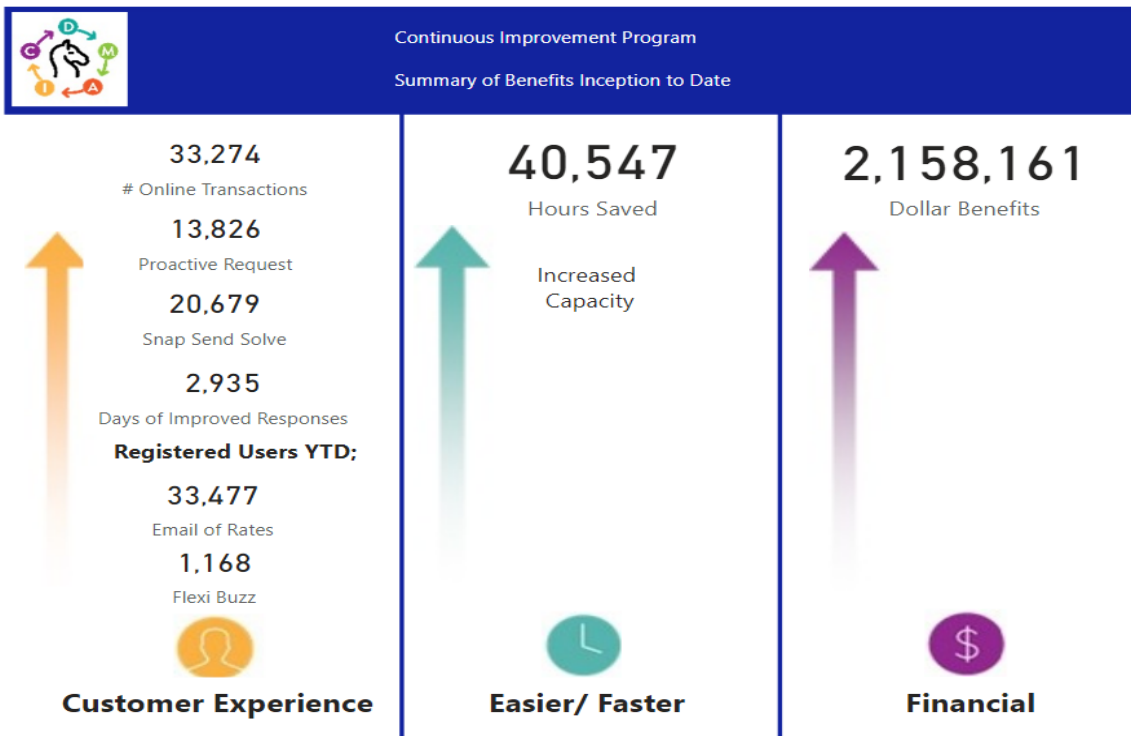 D
C
M
I
A
Continuous Improvement Program
Summary of Benefits Inception to Date
33,274
# Online Transactions
13,826
Proactive Request
20,679
Snap Send Solve
2,935
Days of Improved Responses
Registered Users YTD;
33,477
Email of Rates
1,168
Flexi Buzz
Customer Experience
40,547
Hours Saved
Increased
Capacity
Easier/ Faster
2,158,161
Dollar Benefits
$
Financial